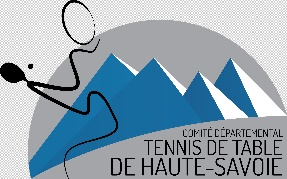 COMITÉ DÉPARTEMENTAL
TENNIS DE TABLE
DE HAUTE-SAVOIE